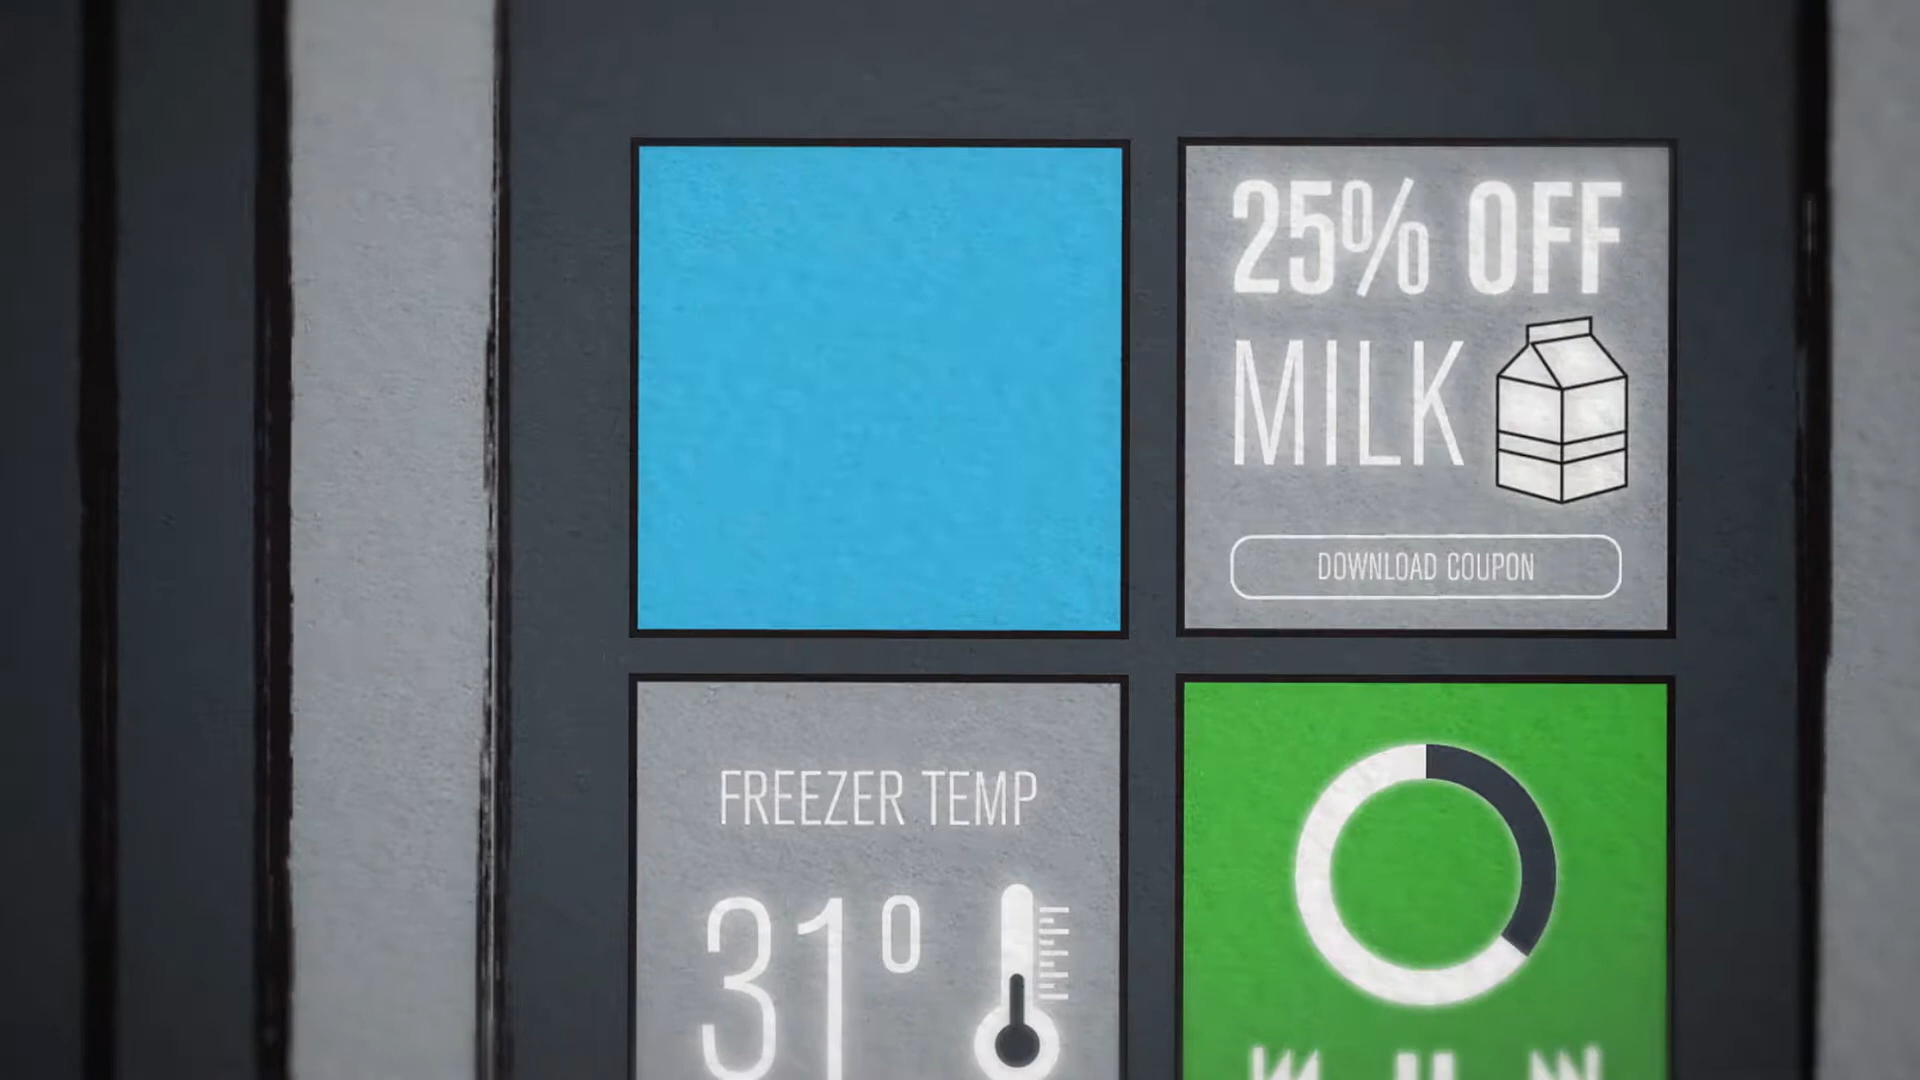 25% OFF
MILK
DOWNLOAD COUPON
FREEZER TEMP
31°